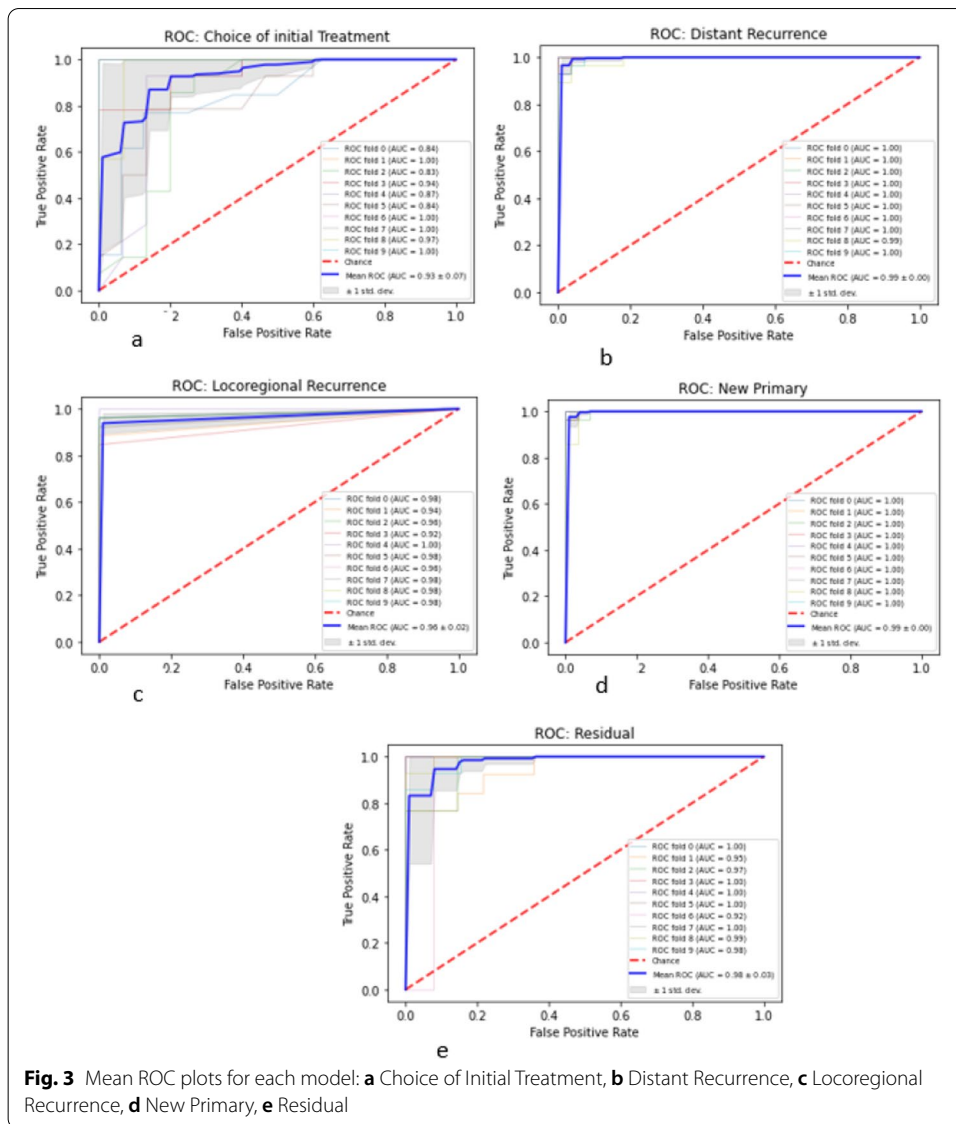 ROC: Choice of initial Treatment
True Positive Rate
1.0
0.8
0.6
0.4
0.2
0.0
ROC fold 0 (AUC = 0.84)
ROC fold 1 (AUC = 1.00)
ROC fold 2 (AUC = 0.83)
ROC fold 3 (AUC = 0.94)
ROC fold 4 (AUC = 0.87)
ROC fold 5 (AUC = 0.84)
ROC fold 6 (AUC = 1.00)
ROC fold 7 (AUC = 1.00)
ROC fold 8 (AUC = 0.97)
ROC fold 9 (AUC = 1.00)
Chance
Mean ROC (AUC = 0.93 ± 0.07)
± 1 std. dev.
0.0 2 0.4 0.6 0.8 1.0
False Positive Rate
a
ROC: Distant Recurrence
True Positive Rate
1.0
0.8
0.6
0.4
0.2
0.0
ROC fold 0 (AUC = 1.00)
ROC fold 1 (AUC = 1.00)
ROC fold 2 (AUC = 1.00)
ROC fold 3 (AUC = 1.00)
ROC fold 4 (AUC = 1.00)
ROC fold 5 (AUC = 1.00)
ROC fold 6 (AUC = 1.00)
ROC fold 7 (AUC = 1.00)
ROC fold 8 (AUC = 0.99)
ROC fold 9 (AUC = 1.00)
Chance
Mean ROC (AUC = 0.99 ± 0.00)
± 1 std. dev.
0.0 0.2 0.4 0.6 0.8 1.0
False Positive Rate
b
ROC: Locoregional Recurrence
True Positive Rate
1.0
0.8
0.6
0.4
0.2
0.0
ROC fold 0 (AUC = 0.98)
ROC fold 1 (AUC = 0.94)
ROC fold 2 (AUC = 0.96)
ROC fold 3 (AUC = 0.92)
ROC fold 4 (AUC = 1.00)
ROC fold 5 (AUC = 0.98)
ROC fold 6 (AUC = 0.96)
ROC fold 7 (AUC = 0.98)
ROC fold 8 (AUC = 0.98)
ROC fold 9 (AUC = 0.98)
Chance
Mean ROC (AUC = 0.96 ± 0.02)
± 1 std. dev.
0.0 0.2 0.4 0.6 0.8 1.0
False Positive Rate
c
ROC: New Primary
True Positive Rate
1.0
0.8
0.6
0.4
0.2
0.0
ROC fold 0 (AUC = 1.00)
ROC fold 1 (AUC = 1.00)
ROC fold 2 (AUC = 1.00)
ROC fold 3 (AUC = 1.00)
ROC fold 4 (AUC = 1.00)
ROC fold 5 (AUC = 1.00)
ROC fold 6 (AUC = 1.00)
ROC fold 7 (AUC = 1.00)
ROC fold 8 (AUC = 1.00)
ROC fold 9 (AUC = 1.00)
Chance
Mean ROC (AUC = 0.99 ± 0.00)
± 1 std. dev.
0.0 2 0.4 0.6 0.8 1.0
False Positive Rate
d
ROC: Residual
True Positive Rate
1.0
0.8
0.6
0.4
0.2
0.0
ROC fold 0 (AUC = 1.00)
ROC fold 1 (AUC = 0.95)
ROC fold 2 (AUC = 0.97)
ROC fold 3 (AUC = 1.00)
ROC fold 4 (AUC = 1.00)
ROC fold 5 (AUC = 1.00)
ROC fold 6 (AUC = 0.92)
ROC fold 7 (AUC = 1.00)
ROC fold 8 (AUC = 0.99)
ROC fold 9 (AUC = 0.98)
Chance
Mean ROC (AUC = 0.98 ± 0.03)
± 1 std. dev.
0.0 0.2 0.4 0.6 0.8 1.0
False Positive Rate
e
Fig. 3 Mean ROC plots for each model: a Choice of Initial Treatment, b Distant Recurrence, c Locoregional
Recurrence, d New Primary, e Residual